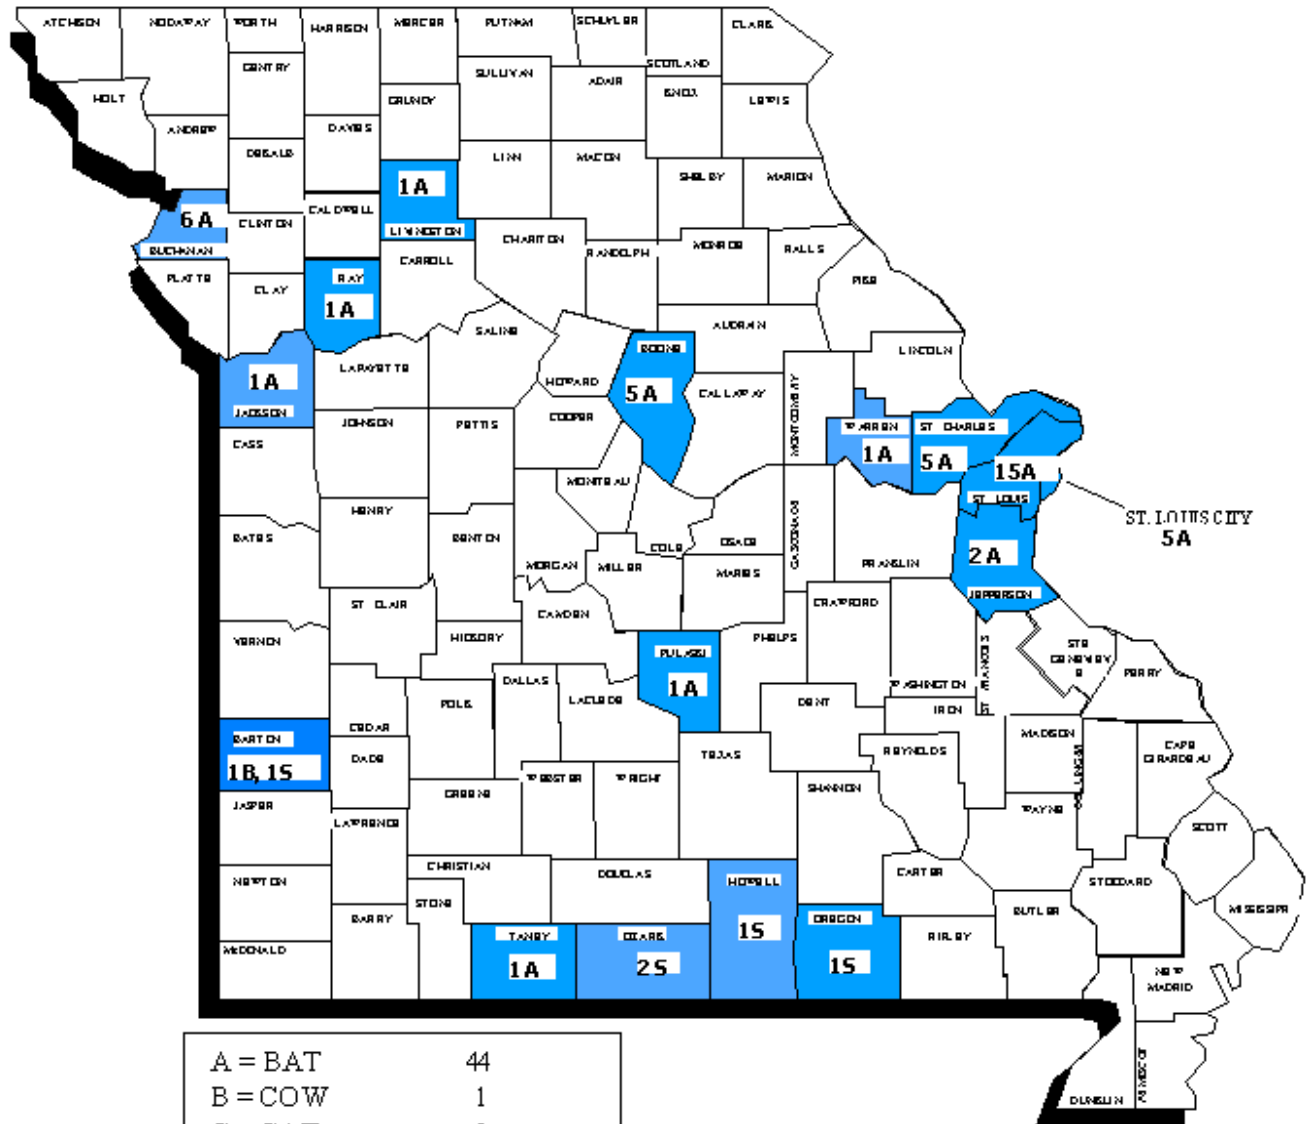 ATCHISON NODAWAY WORTH HARRISON MERCER PUTNAM SCHUYLER SCOTLAND CLARK
HOLT GENTRY SULLIVAN ADAIR KNOX LEWIS
ANDREW DEKALB DAVIES GRUNDY LINN MACON SHELBY MARION
6A
BUCHANAN
CLINTON
CALDWELL
1A
LIVINGSTON
CHARITON
RANDOLPH
MONROE
RALLS
PIKE
PLATTE
CLAY
RAY
1A
CARROLL
SALINE
HOWARD
BOONE
5A
AUDRAIN
CALLAWAY
MONTGOMERY
LINCOLN
1A
JACKSON
LAFAYETTE
COOPER
WARREN
1A
ST CHARLES
5A
15A
ST LOUIS
ST. LOUIS CITY
5A
CASS
JOHNSON
PETTIS
MONITEAU
COLE
OSAGE
GASCONADE
FRANKLIN
2A
JEFFERSON
BATES
HENRY
BENTON
MORGAN
MILLER
MARIES
CRAWFORD
WASHINGTON
VERNON
ST CLAIR
HICKORY
CAMDEN
PULASKI
1A
PHELPS
DENT
IRON
PERRY
BARTON
1B, 1S
CEDAR
DADE
POLK
DALLAS
LACLEDE
TEXAS
REYNOLDS
MADISON
CAPE
GIRARDEAU
JASPER
LAWRENCE
GREENE
WEBSTER
WRIGHT
SHANNON
WAYNE
SCOTT
NEWTON
CHRISTIAN
DOUGLAS
HOWELL
1S
CARTER
STODDARD
MISSISSIPPI
McDONALD
BARRY
STONE
TANEY
1A
OZARK
2S
OREGON
1S
RIPLEY
BUTLER
NEW
MADRID
DUNKLIN
A = BAT 44
B = COW 1